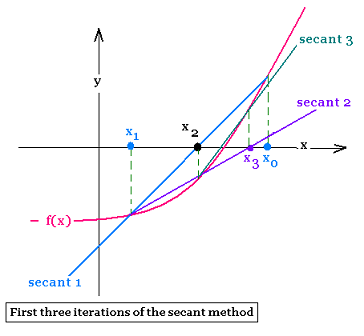 secant 3
y
secant 2
x₁
x₂
x
x₃
x₀
– f(x)
secant 1
First three iterations of the secant method